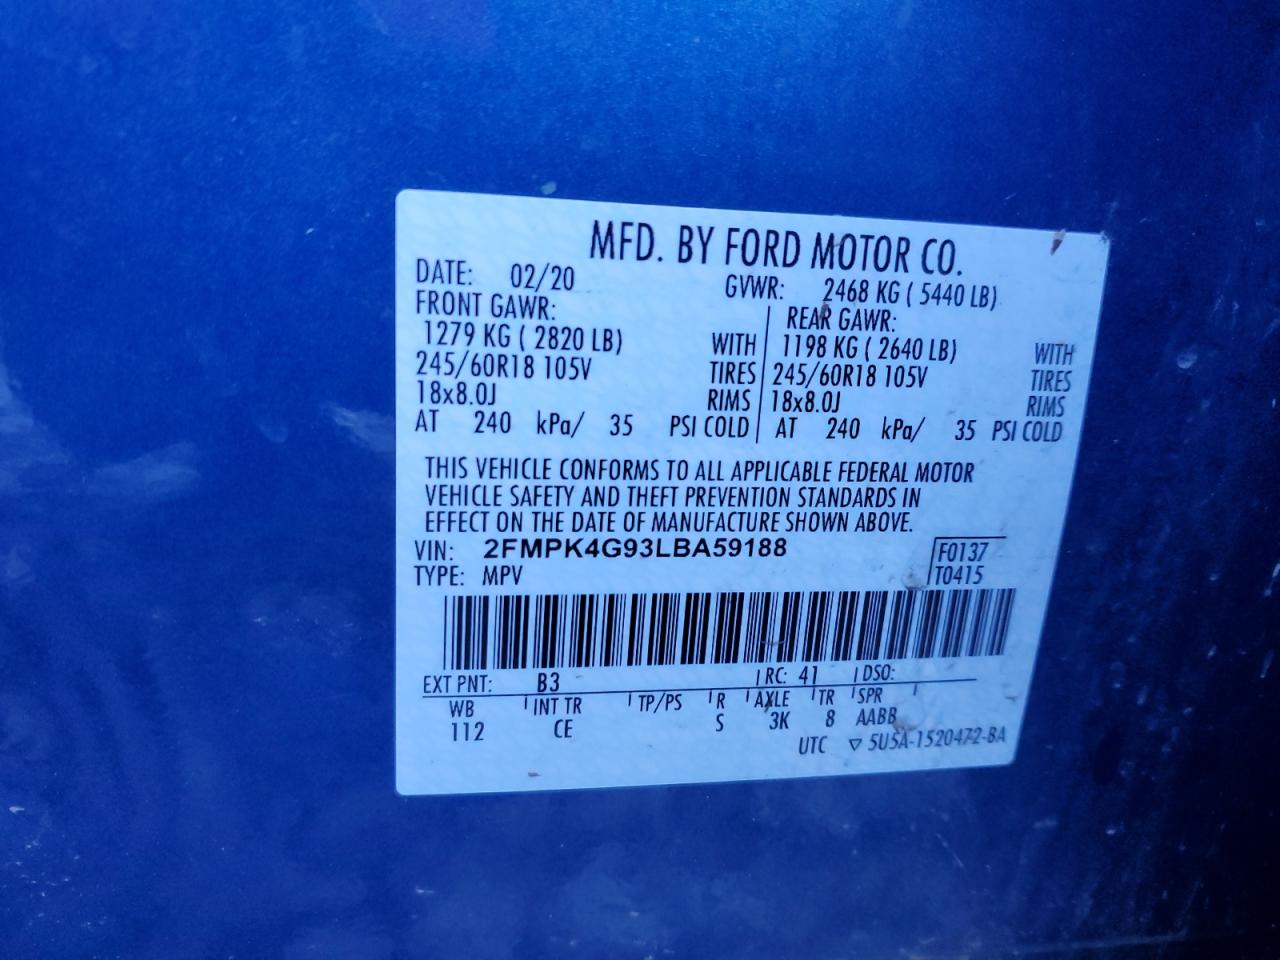 MFD. BY FORD MOTOR CO.
DATE: 02/20 GVWR: 2468 KG ( 5440 LB)
FRONT GAWR: REAR GAWR:
1279 KG ( 2820 LB) WITH 1198 KG ( 2640 LB) WITH
245/60R18 105V TIRES 245/60R18 105V TIRES
18x8.0J RIMS 18x8.0J RIMS
AT 240 kPa/ 35 PSI COLD AT 240 kPa/ 35 PSI COLD
THIS VEHICLE CONFORMS TO ALL APPLICABLE FEDERAL MOTOR
VEHICLE SAFETY AND THEFT PREVENTION STANDARDS IN
EFFECT ON THE DATE OF MANUFACTURE SHOWN ABOVE.
VIN: 2FMPK4G93LBA59188 F0137
TYPE: MPV T0415
EXT PNT: B3 RC: 41 DSO:
WB INT TR TP/PS R AXLE TR SPR
112 CE S 3K 8 AABB
UTC ▽ 5U5A-1520472-BA